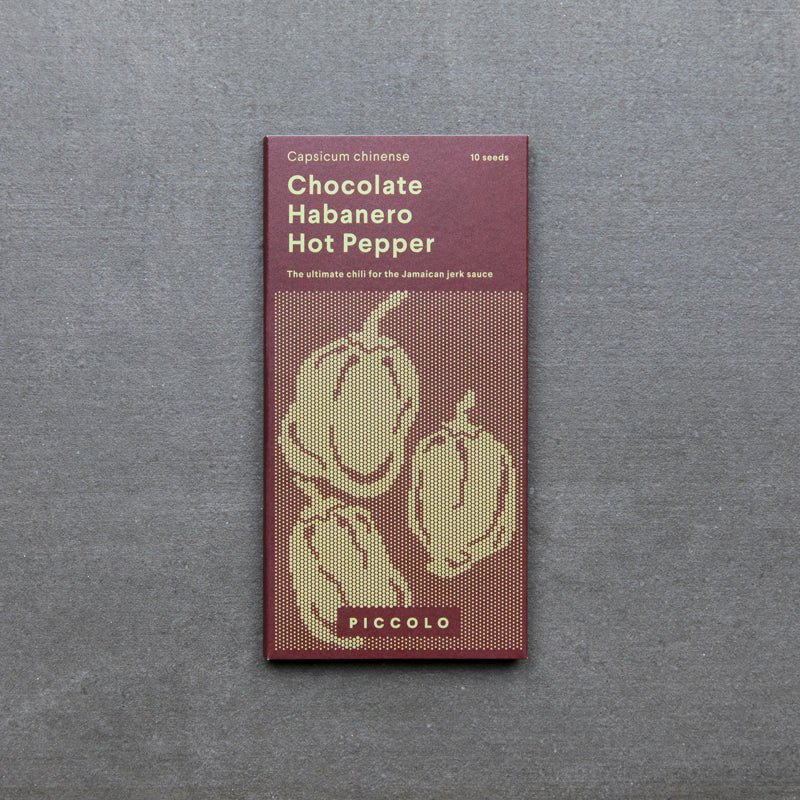 Capsicum chinense 10 seeds
Chocolate
Habanero
Hot Pepper
The ultimate chili for the Jamaican jerk sauce
PICCOLO